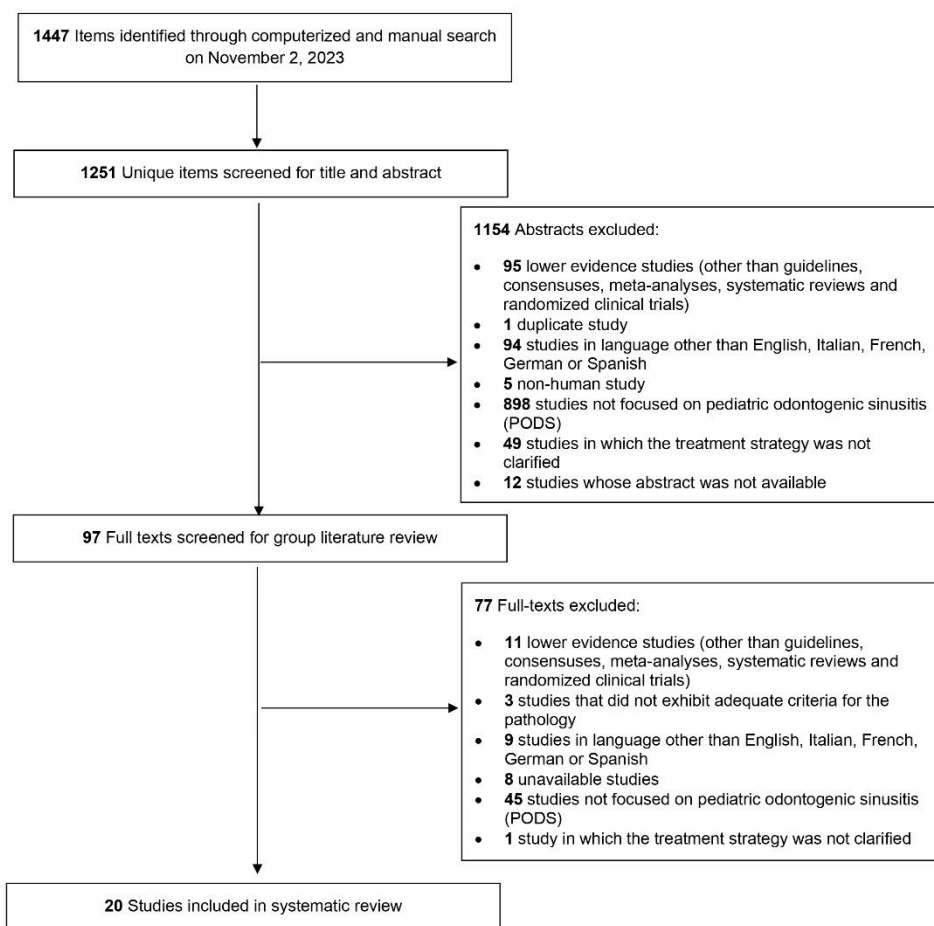 1447 Items identified through computerized and manual search
on November 2, 2023
1251 Unique items screened for title and abstract
1154 Abstracts excluded:
• 95 lower evidence studies (other than guidelines,
consensuses, meta-analyses, systematic reviews and
randomized clinical trials)
• 1 duplicate study
• 94 studies in language other than English, Italian, French,
German or Spanish
• 5 non-human study
• 898 studies not focused on pediatric odontogenic sinusitis
(PODS)
• 49 studies in which the treatment strategy was not
clarified
• 12 studies whose abstract was not available
97 Full texts screened for group literature review
77 Full-texts excluded:
• 11 lower evidence studies (other than guidelines,
consensuses, meta-analyses, systematic reviews and
randomized clinical trials)
• 3 studies that did not exhibit adequate criteria for the
pathology
• 9 studies in language other than English, Italian, French,
German or Spanish
• 8 unavailable studies
• 45 studies not focused on pediatric odontogenic sinusitis
(PODS)
• 1 study in which the treatment strategy was not clarified
20 Studies included in systematic review